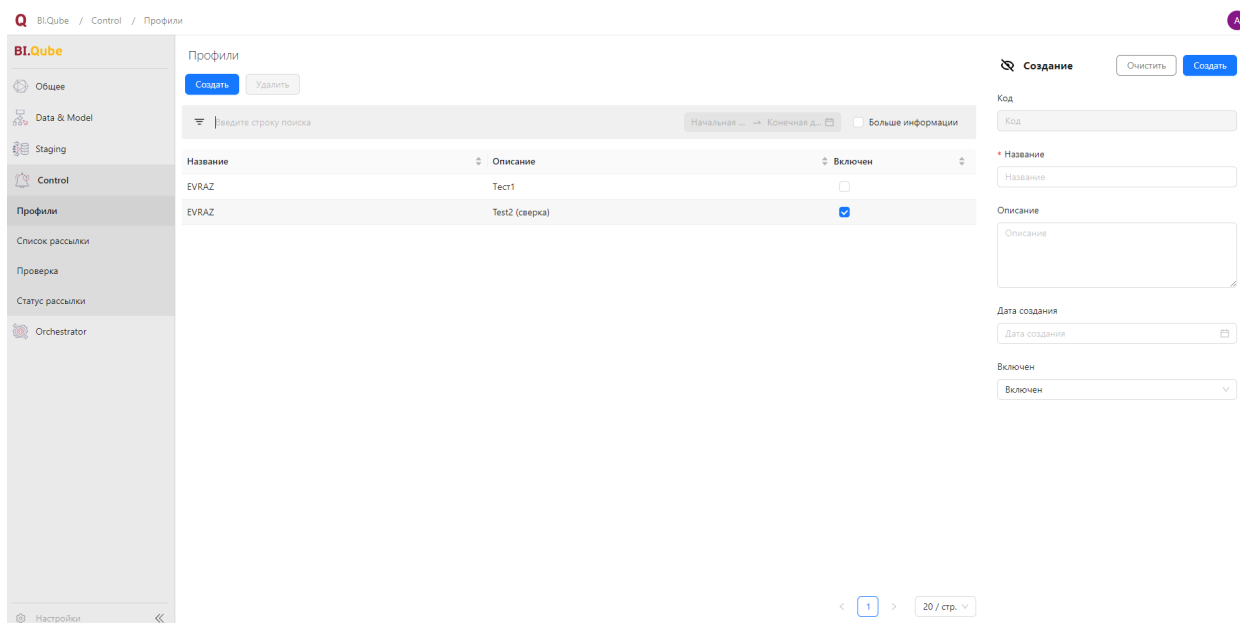 Q BI.Qube / Control / Профили
A
BI.Qube
Общее
Data & Model
Staging
Control
Профили
Список рассылки
Проверка
Статус рассылки
Orchestrator
Настройки
Профили
Создать Удалить
Введите строку поиска Начальная ... → Конечная д... Больше информации
Название Описание Включен
EVRAZ Тест1
EVRAZ Test2 (сверка)
< 1 > 20 / стр.
Создание Очистить Создать
Код
Код
* Название
Название
Описание
Описание
Дата создания
Дата создания
Включен
Включен